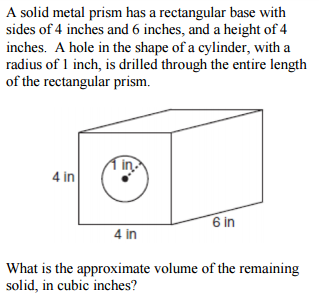 A solid metal prism has a rectangular base with
sides of 4 inches and 6 inches, and a height of 4
inches. A hole in the shape of a cylinder, with a
radius of 1 inch, is drilled through the entire length
of the rectangular prism.
1 in.
4 in
6 in
4 in
What is the approximate volume of the remaining
solid, in cubic inches?